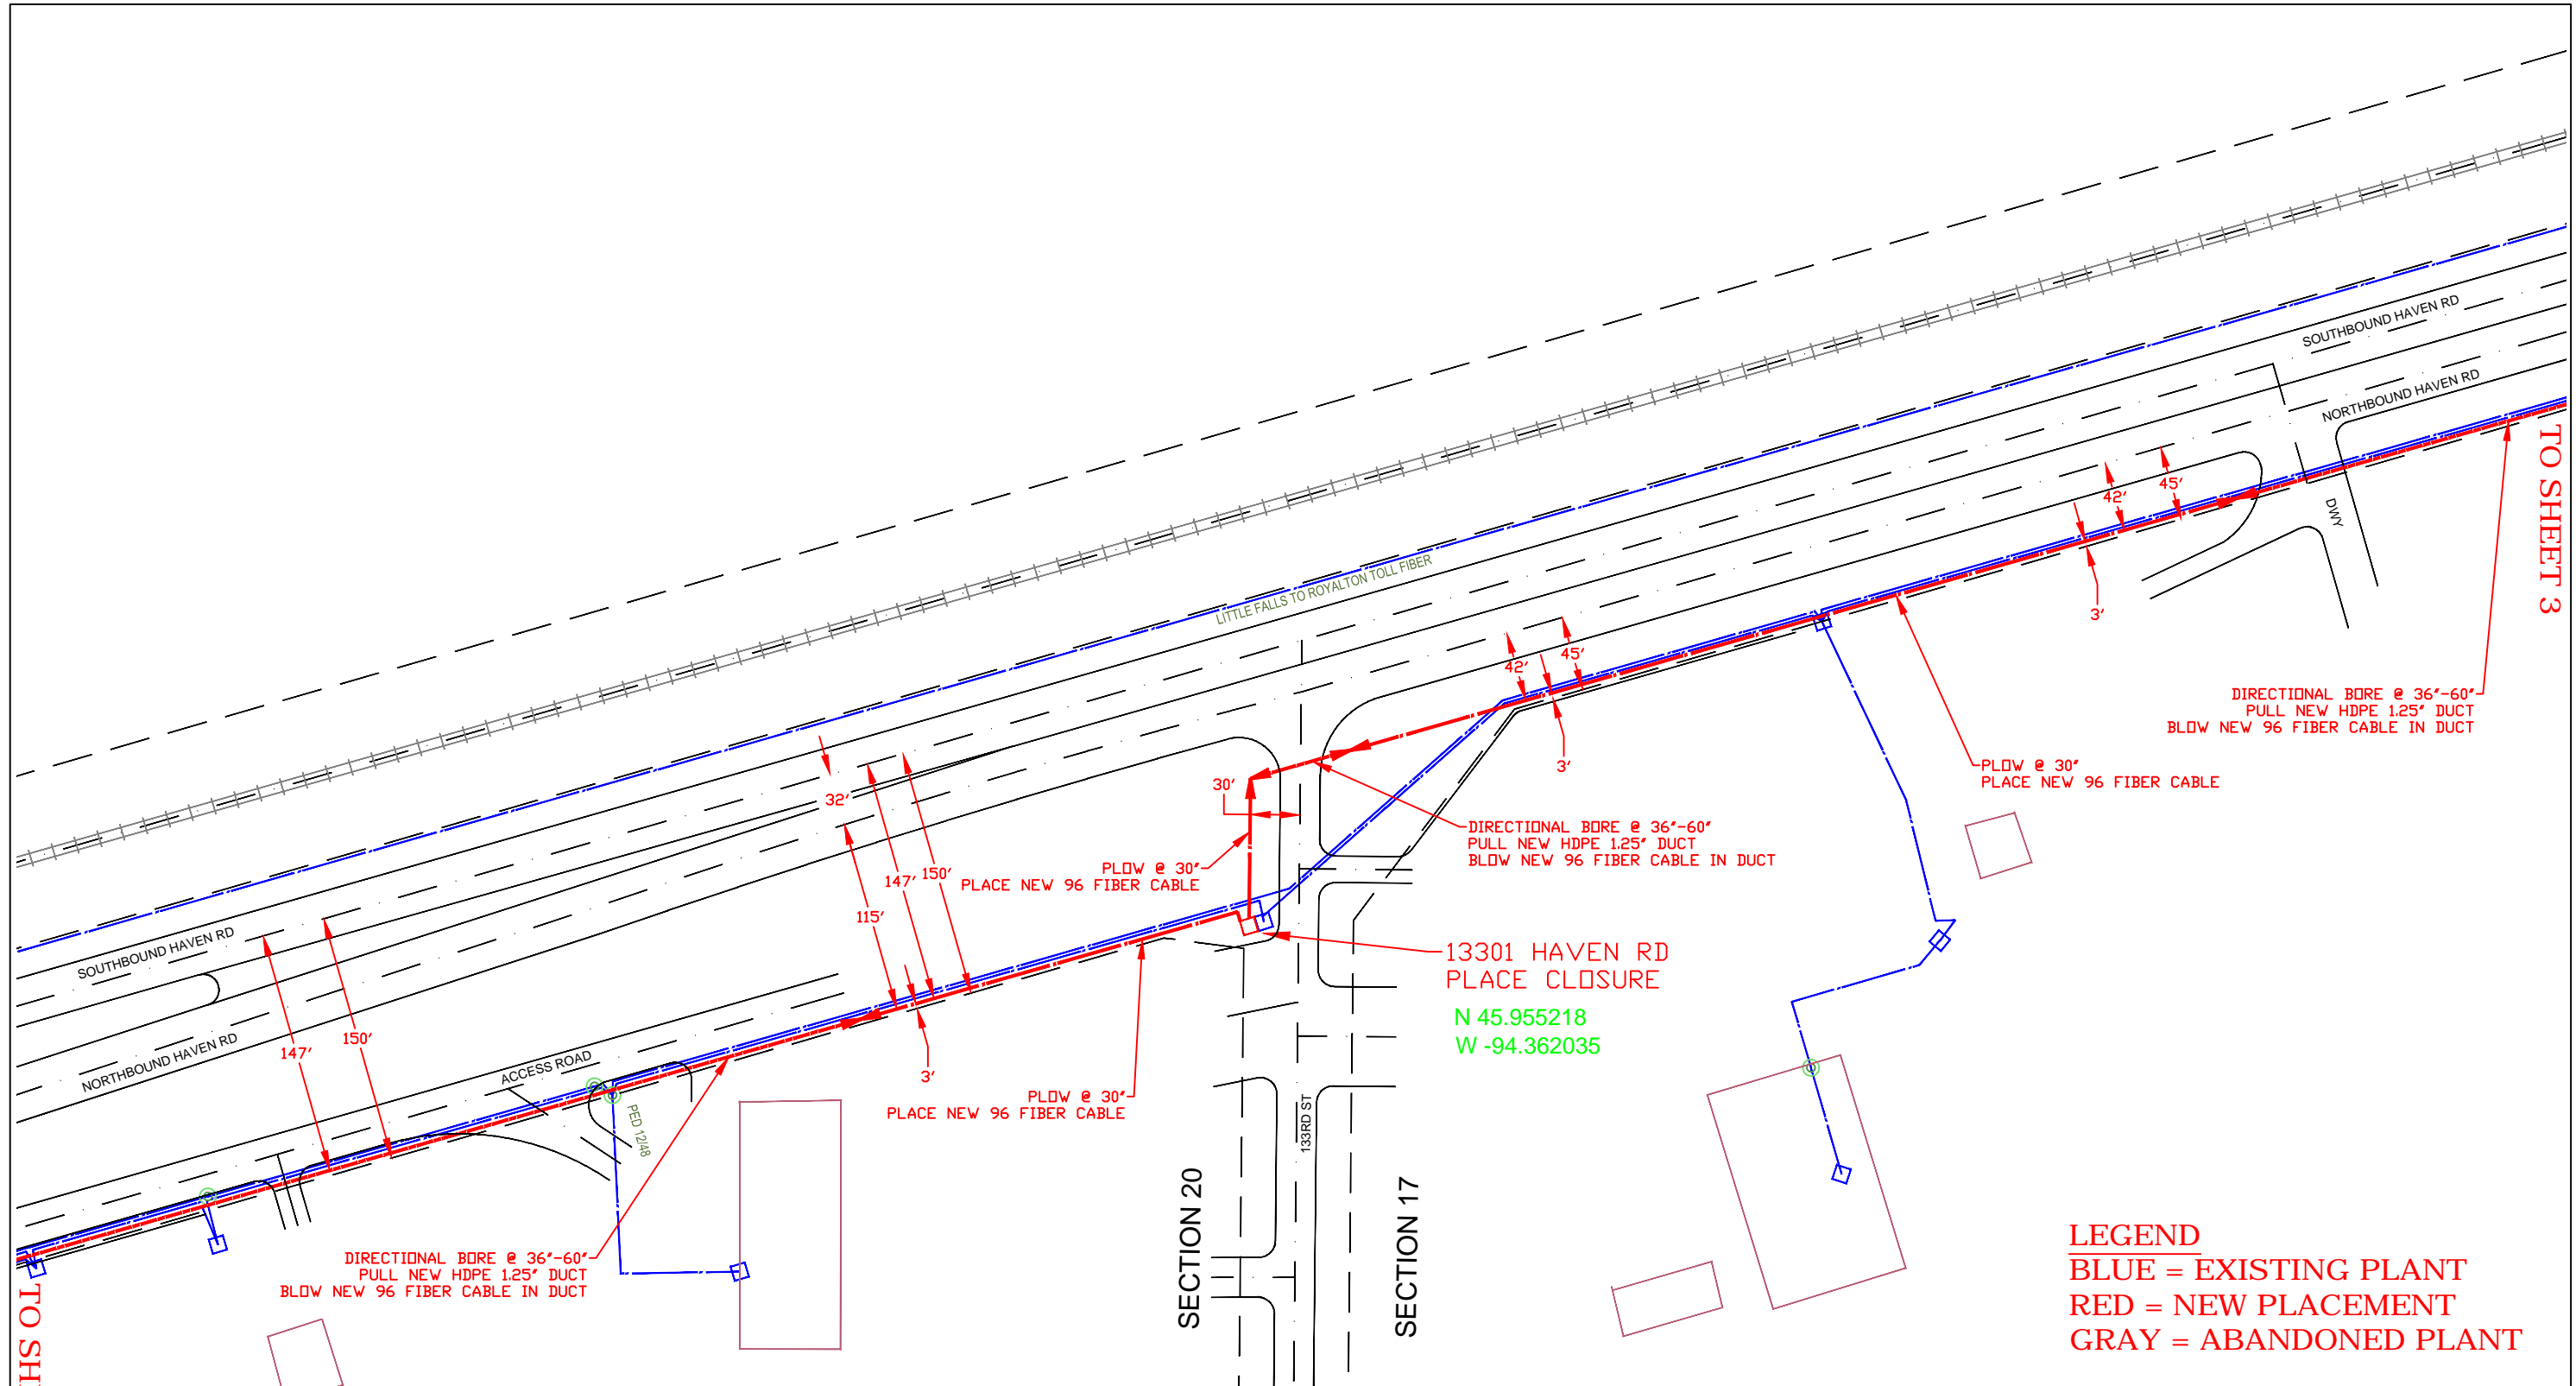 SOUTHBOUND HAVEN RD
NORTHBOUND HAVEN RD
TO SHEET 3
DWY
42'
45'
3'
LITTLE FALLS TO ROYALTON TOLL FIBER
42'
45'
3'
DIRECTIONAL BORE @ 36"-60"
PULL NEW HDPE 1.25" DUCT
BLOW NEW 96 FIBER CABLE IN DUCT
PLOW @ 30"
PLACE NEW 96 FIBER CABLE
30'
32'
DIRECTIONAL BORE @ 36"-60"
PULL NEW HDPE 1.25" DUCT
BLOW NEW 96 FIBER CABLE IN DUCT
PLOW @ 30"
PLACE NEW 96 FIBER CABLE
147'
150'
115'
3'
SOUTHBOUND HAVEN RD
NORTHBOUND HAVEN RD
147'
150'
ACCESS ROAD
PED 12/48
13301 HAVEN RD
PLACE CLOSURE
N 45.955218
W -94.362035
PLOW @ 30"
PLACE NEW 96 FIBER CABLE
133RD ST
SECTION 20
SECTION 17
DIRECTIONAL BORE @ 36"-60"
PULL NEW HDPE 1.25" DUCT
BLOW NEW 96 FIBER CABLE IN DUCT
TO SH
LEGEND
BLUE = EXISTING PLANT
RED = NEW PLACEMENT
GRAY = ABANDONED PLANT